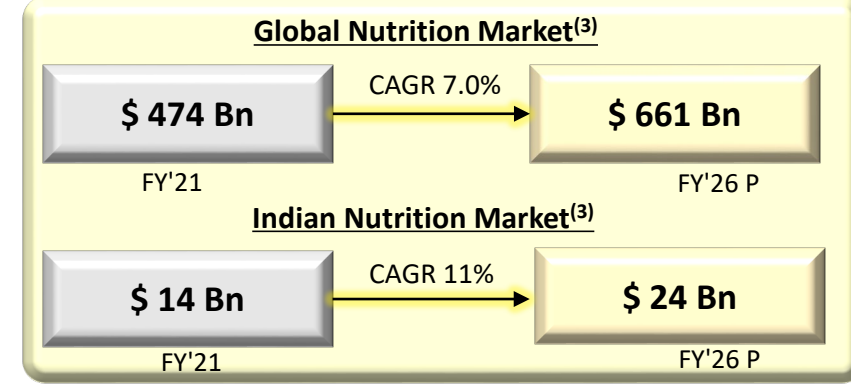 Global Nutrition Market(3)
$ 474 Bn
CAGR 7.0%
$ 661 Bn
FY'21
FY'26 P
Indian Nutrition Market(3)
$ 14 Bn
CAGR 11%
$ 24 Bn
FY'21
FY'26 P